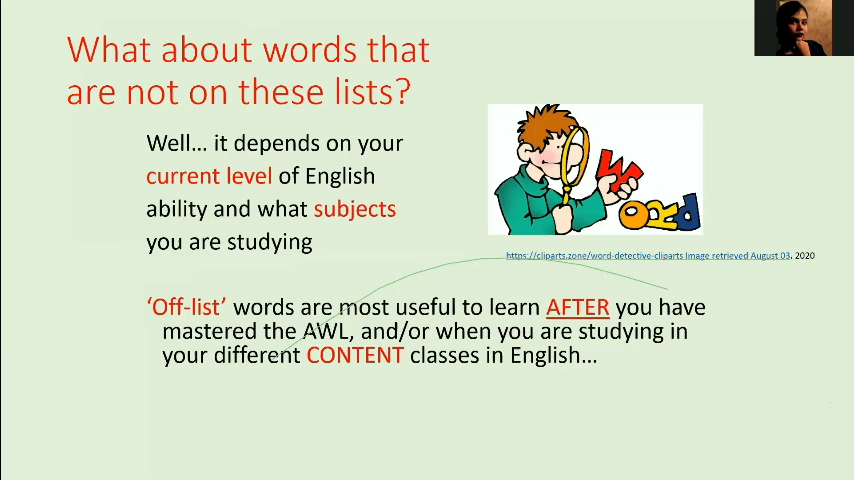 What about words that
are not on these lists?
Well... it depends on your
current level of English
ability and what subjects
you are studying
W
ORd
https://cliparts.zone/word-detective-cliparts Image retrieved August 03, 2020
‘Off-list’ words are most useful to learn AFTER you have
mastered the AWL, and/or when you are studying in
your different CONTENT classes in English...